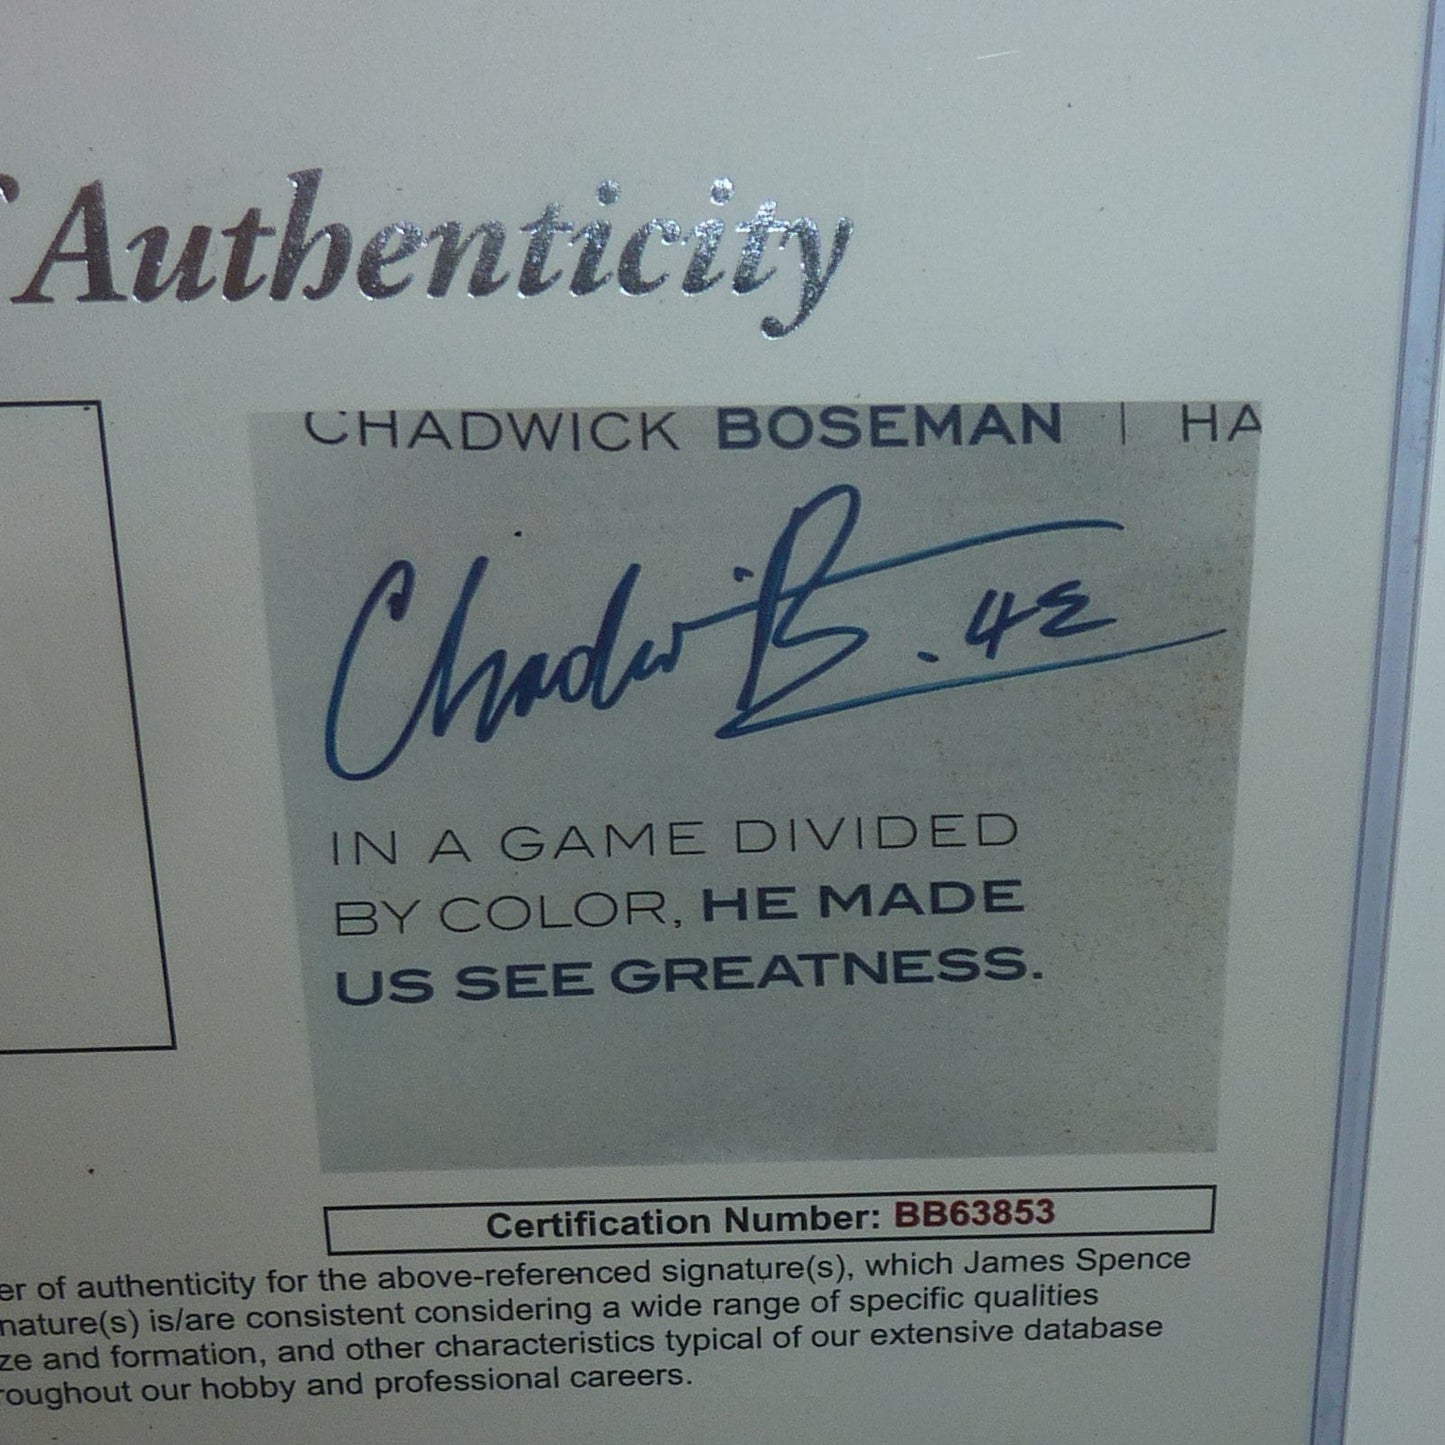 Authenticity
CHADWICK BOSEMAN | HA
Chadwi B . 42
IN A GAME DIVIDED
BY COLOR, HE MADE
US SEE GREATNESS.
Certification Number: BB63853
er of authenticity for the above-referenced signature(s), which James Spence
nature(s) is/are consistent considering a wide range of specific qualities
ze and formation, and other characteristics typical of our extensive database
roughout our hobby and professional careers.